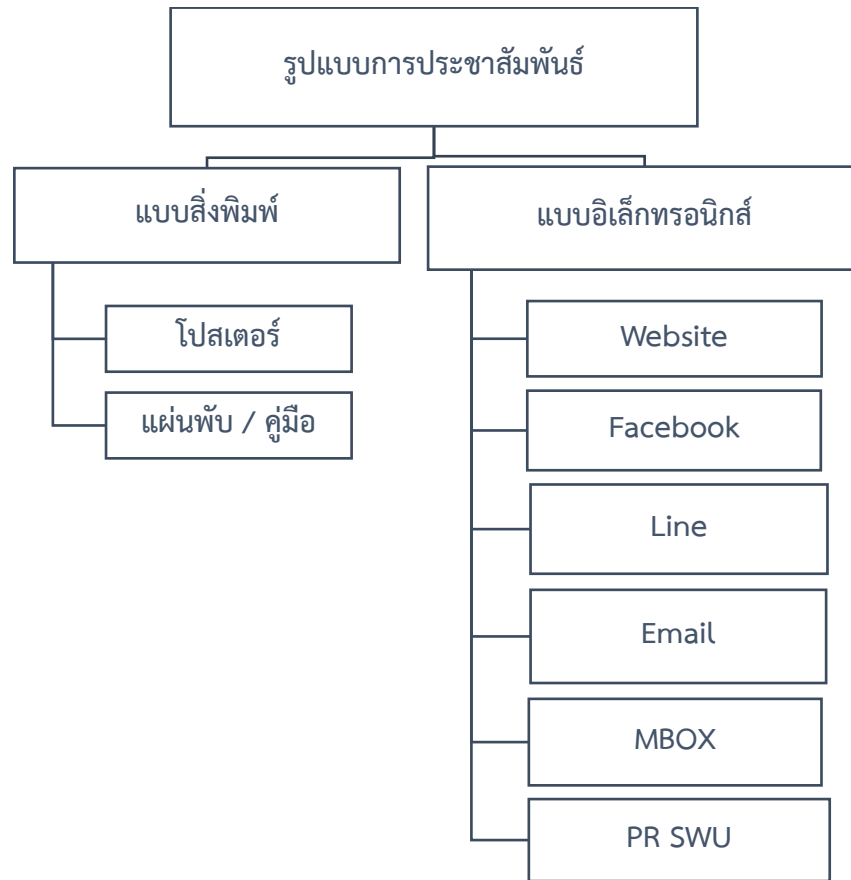 รูปแบบการประชาสัมพันธ์
แบบสิ่งพิมพ์
โปสเตอร์
แผ่นพับ / คู่มือ
แบบอิเล็กทรอนิกส์
Website
Facebook
Line
Email
MBOX
PR SWU